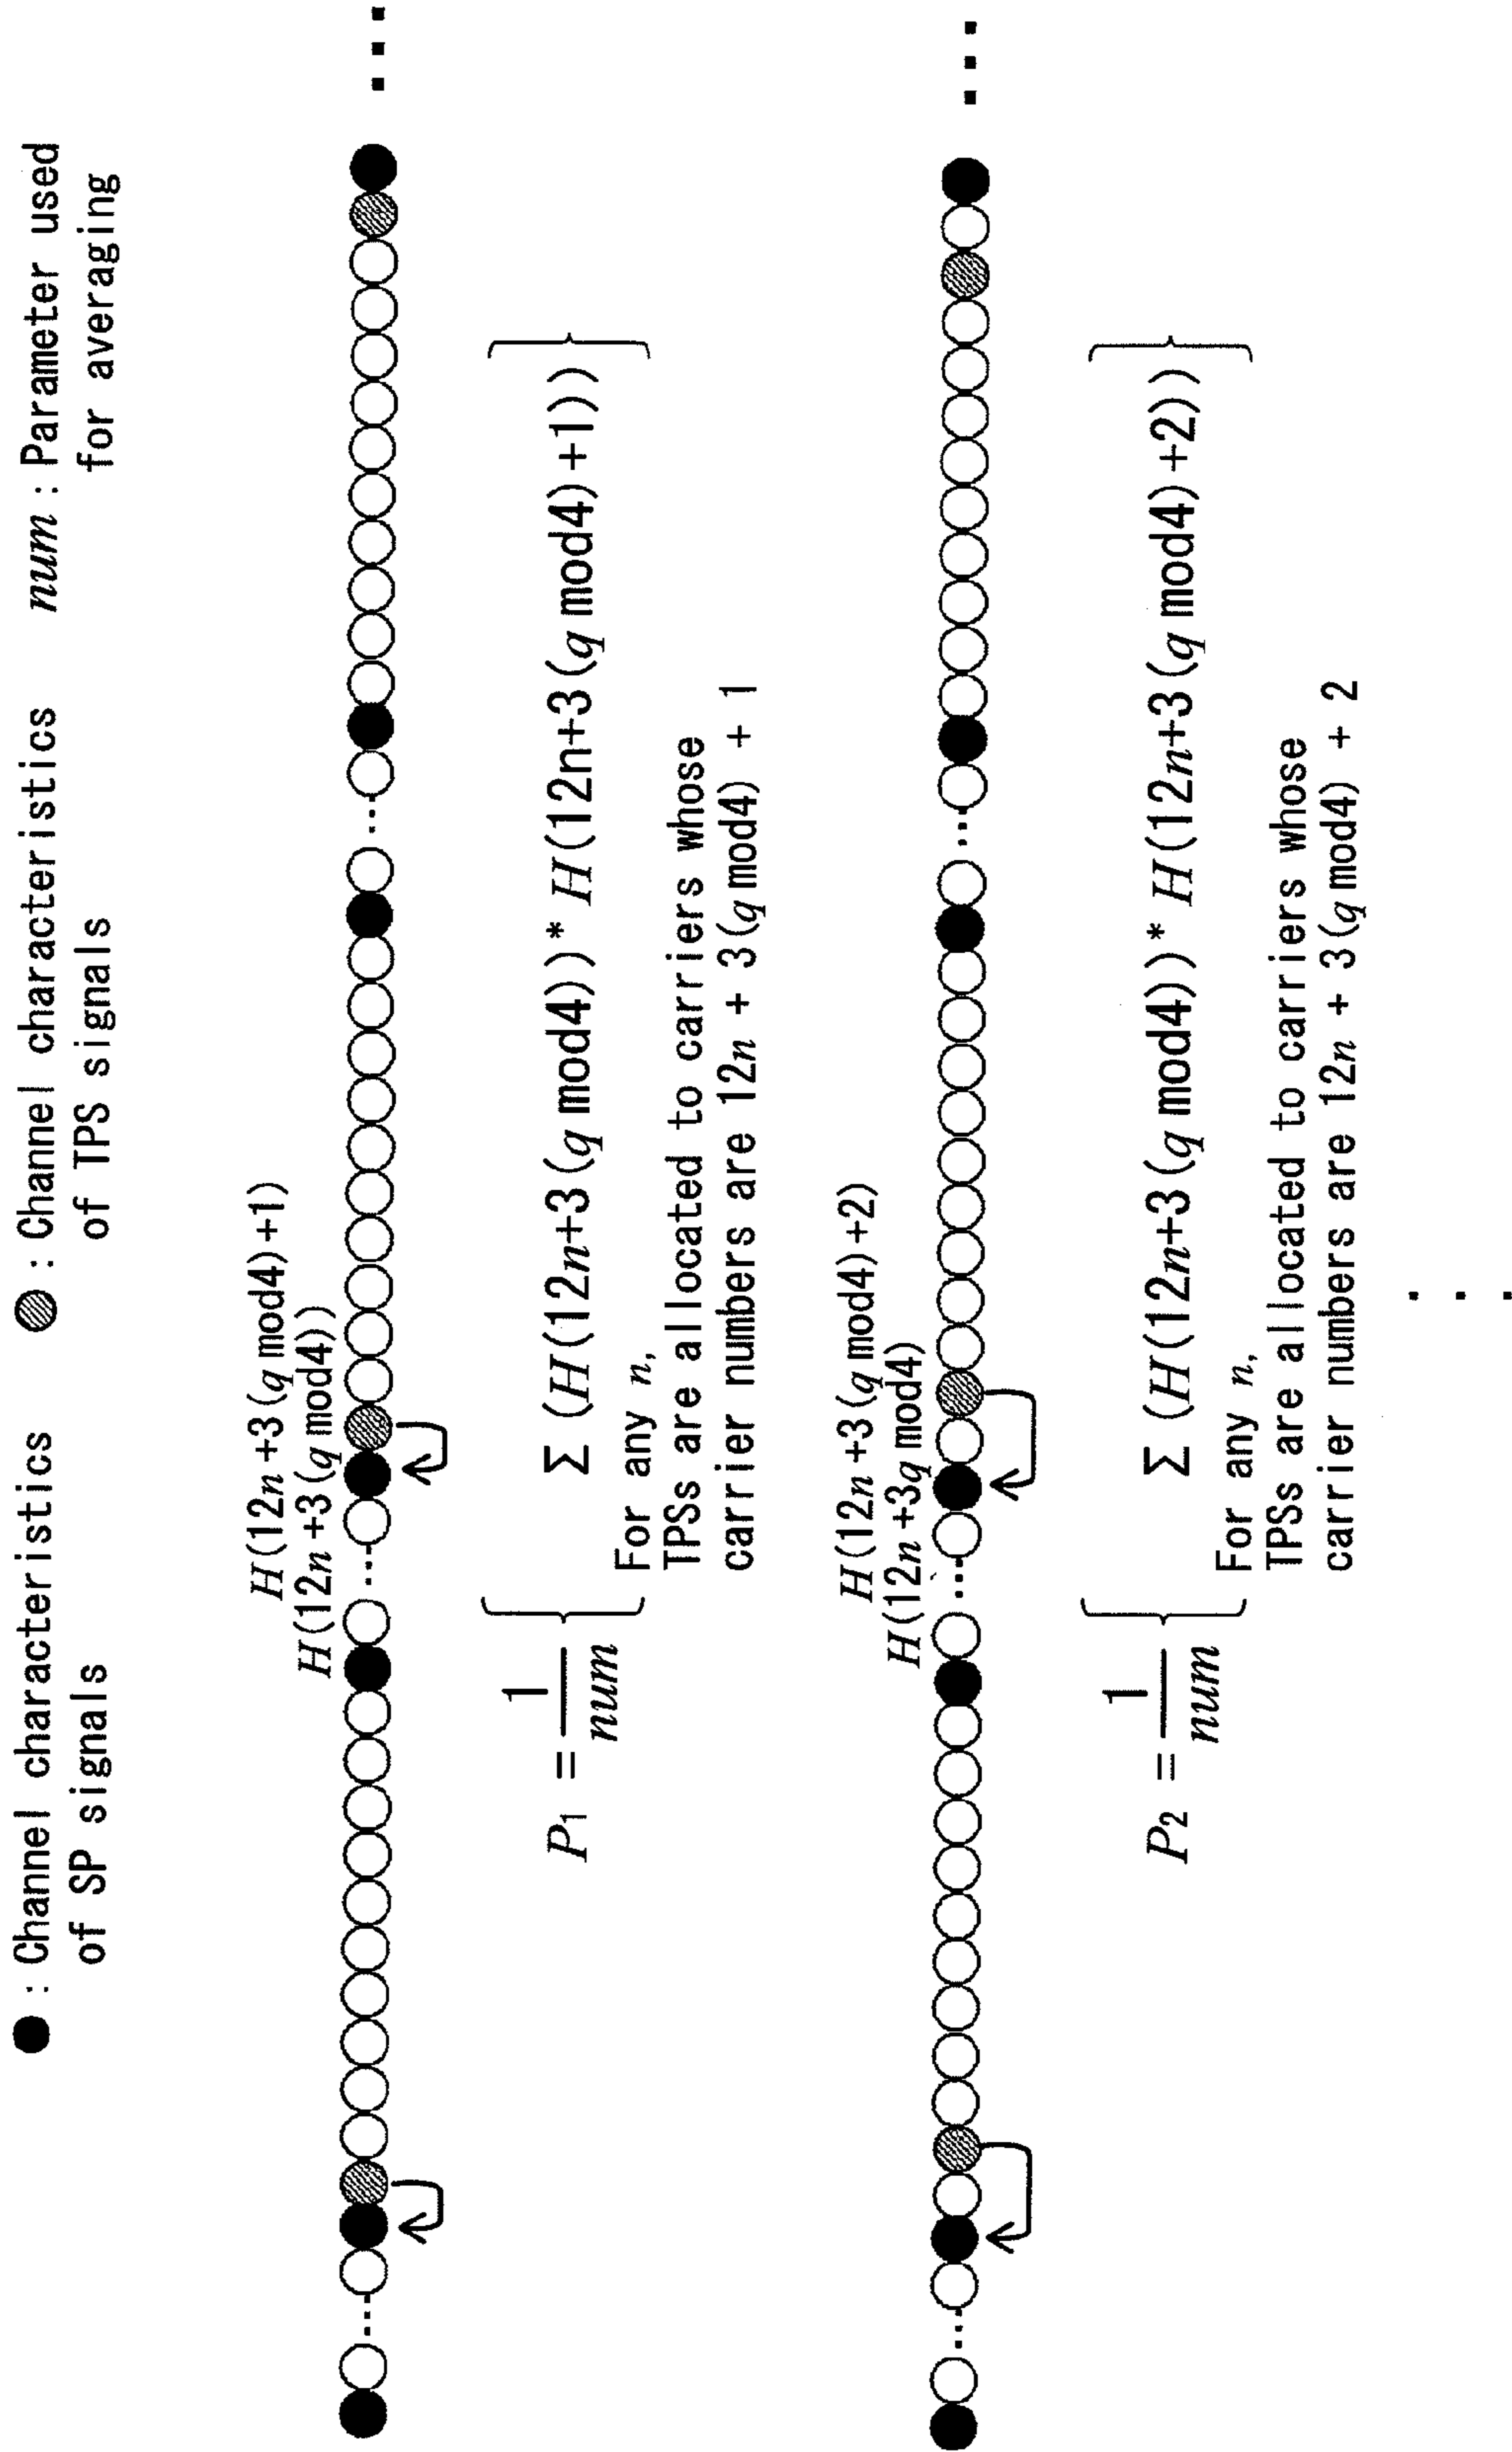 ● : Channel characteristics of SP signals
: Channel characteristics of TPS signals
num : Parameter used for averaging
H(12n+3(q mod4)+1)
H(12n+3(q mod4))
P1 = 1/num { Σ (H(12n+3(q mod4))* H(12n+3(q mod4)+1)) }
For any n,
TPSs are allocated to carriers whose
carrier numbers are 12n + 3(q mod4) + 1
H(12n+3(q mod4)+2)
H(12n+3q mod4)
P2 = 1/num { Σ (H(12n+3(q mod4))* H(12n+3(q mod4)+2)) }
For any n,
TPSs are allocated to carriers whose
carrier numbers are 12n + 3(q mod4) + 2